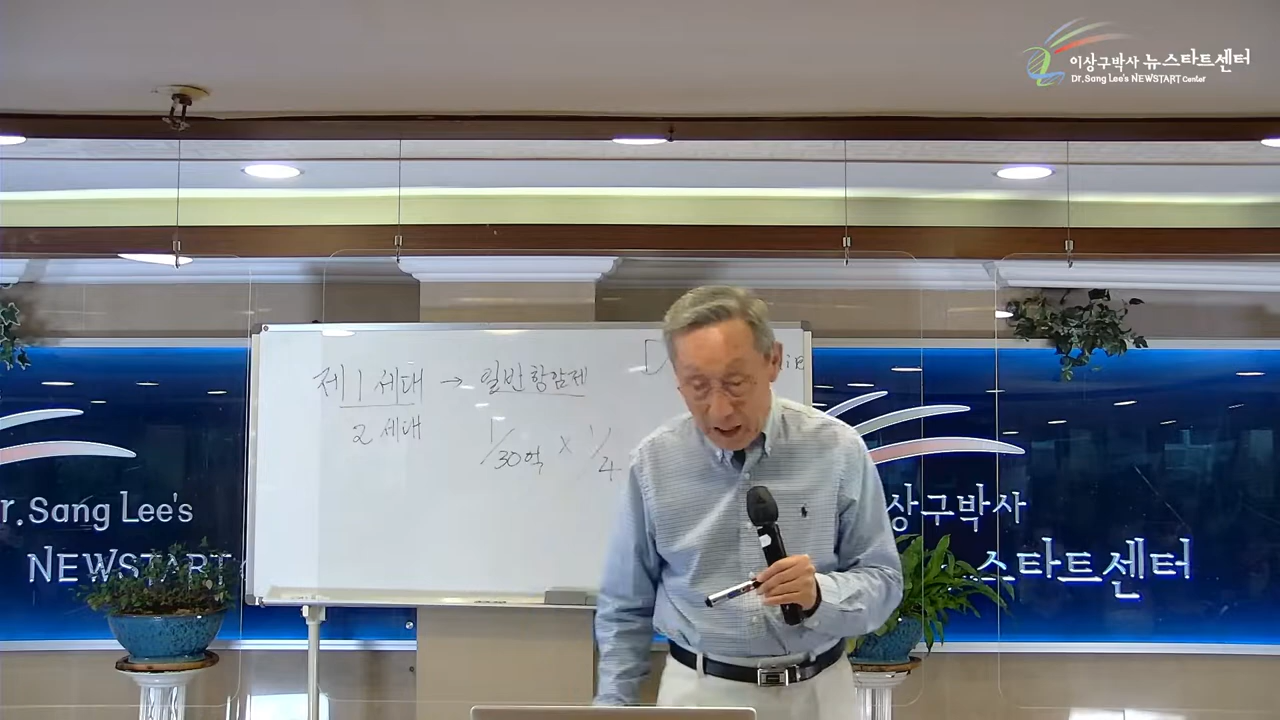 이상구박사 뉴스타트센터
Dr. Sang Lee's NEWSTART Center
제 1 세대 → 일반항암제
2 세대 1/30억 × 1/4
r. Sang Lee's
NEWSTART
상구박사
스타트센터